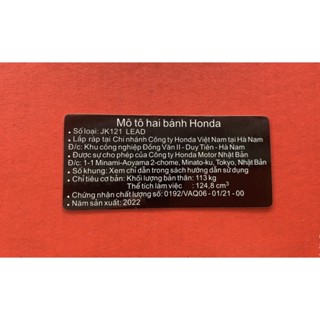 Mô tô hai bánh Honda
• Số loại: JK121 LEAD
• Lắp ráp tại Chi nhánh Công ty Honda Việt Nam tại Hà Nam
Đ/c: Khu công nghiệp Đồng Văn II - Duy Tiên - Hà Nam
• Được sự cho phép của Công ty Honda Motor Nhật Bản
Đ/c: 1-1 Minami-Aoyama 2-chome, Minato-ku, Tokyo, Nhật Bản
• Số khung: Xem chỉ dẫn trong sách hướng dẫn sử dụng
• Chỉ tiêu cơ bản: Khối lượng bản thân: 113 kg
Thể tích làm việc : 124,8 cm³
• Chứng nhận chất lượng số: 0192/VAQ06 - 01/21 - 00
• Năm sản xuất: 2022